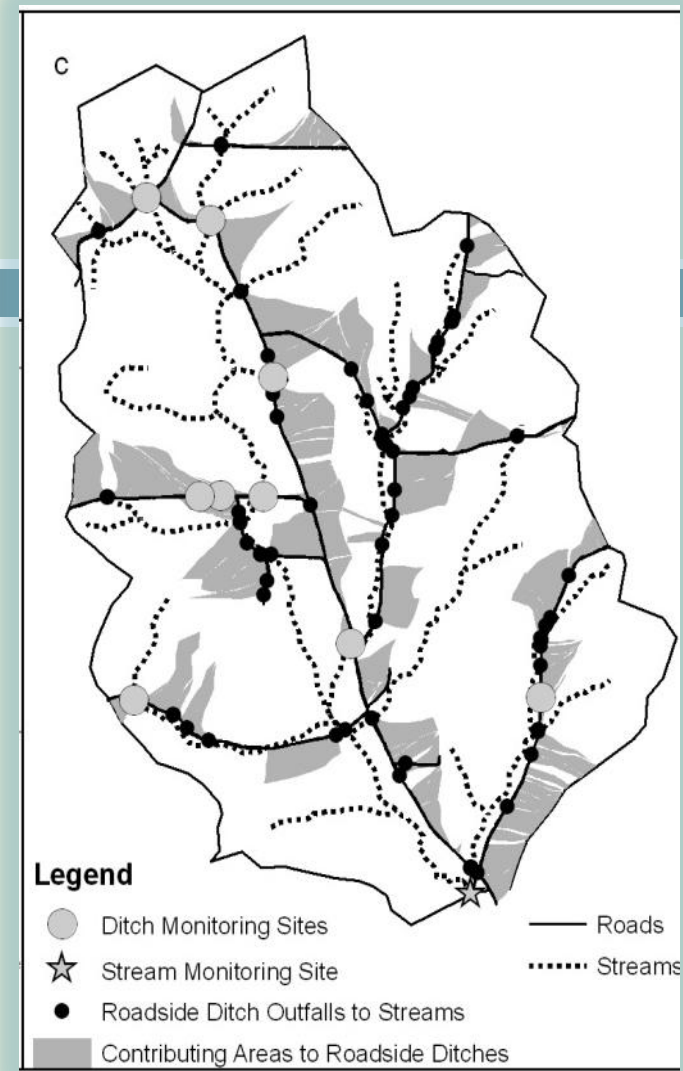 C
Legend
Ditch Monitoring Sites
Stream Monitoring Site
Roadside Ditch Outfalls to Streams
Contributing Areas to Roadside Ditches
Roads
Streams